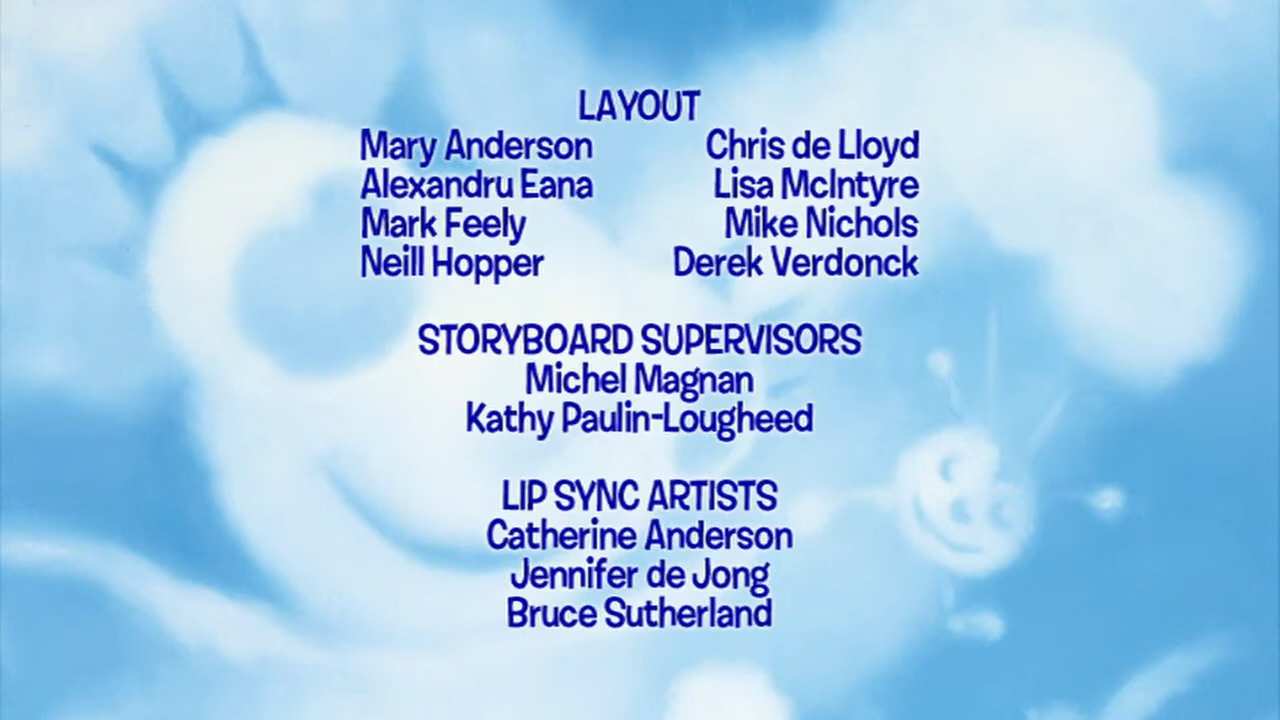 LAYOUT
Mary Anderson Chris de Lloyd
Alexandru Eana Lisa McIntyre
Mark Feely Mike Nichols
Neill Hopper Derek Verdonck
STORYBOARD SUPERVISORS
Michel Magnan
Kathy Paulin-Lougheed
LIP SYNC ARTISTS
Catherine Anderson
Jennifer de Jong
Bruce Sutherland